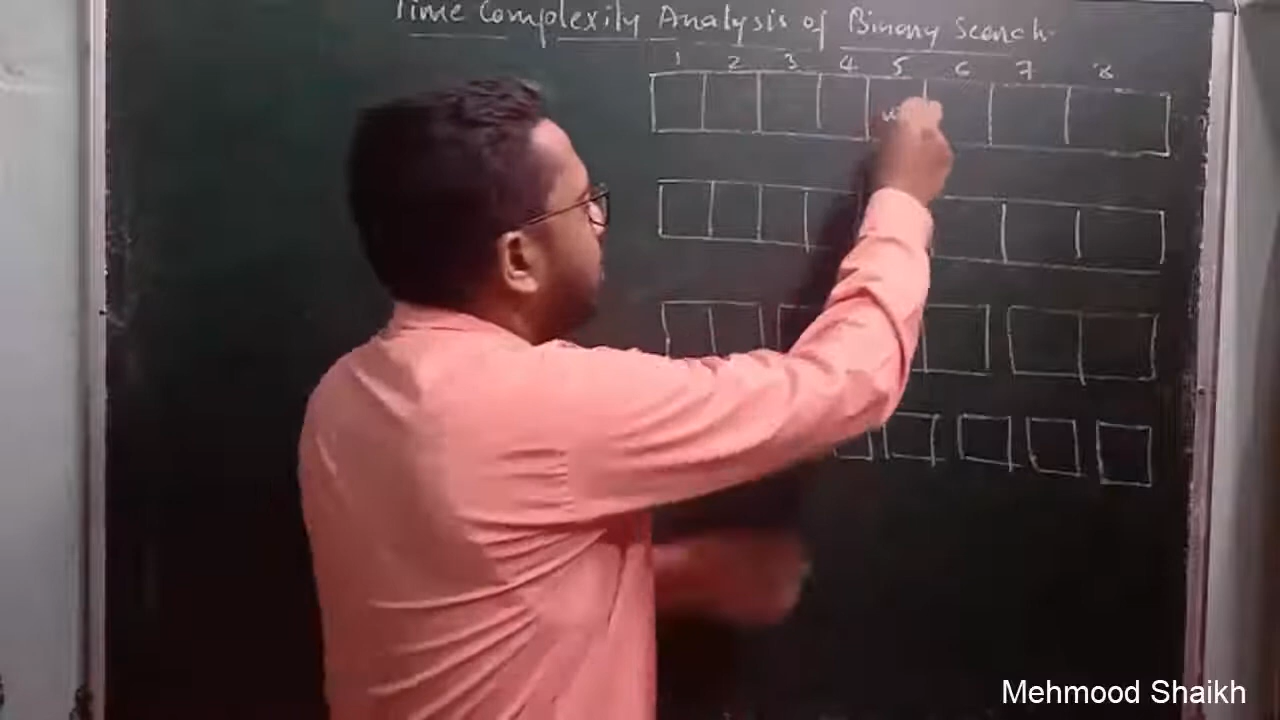 Time Complexity Analysis of Binary Search
1 2 3 4 5 6 7 8
Mehmood Shaikh